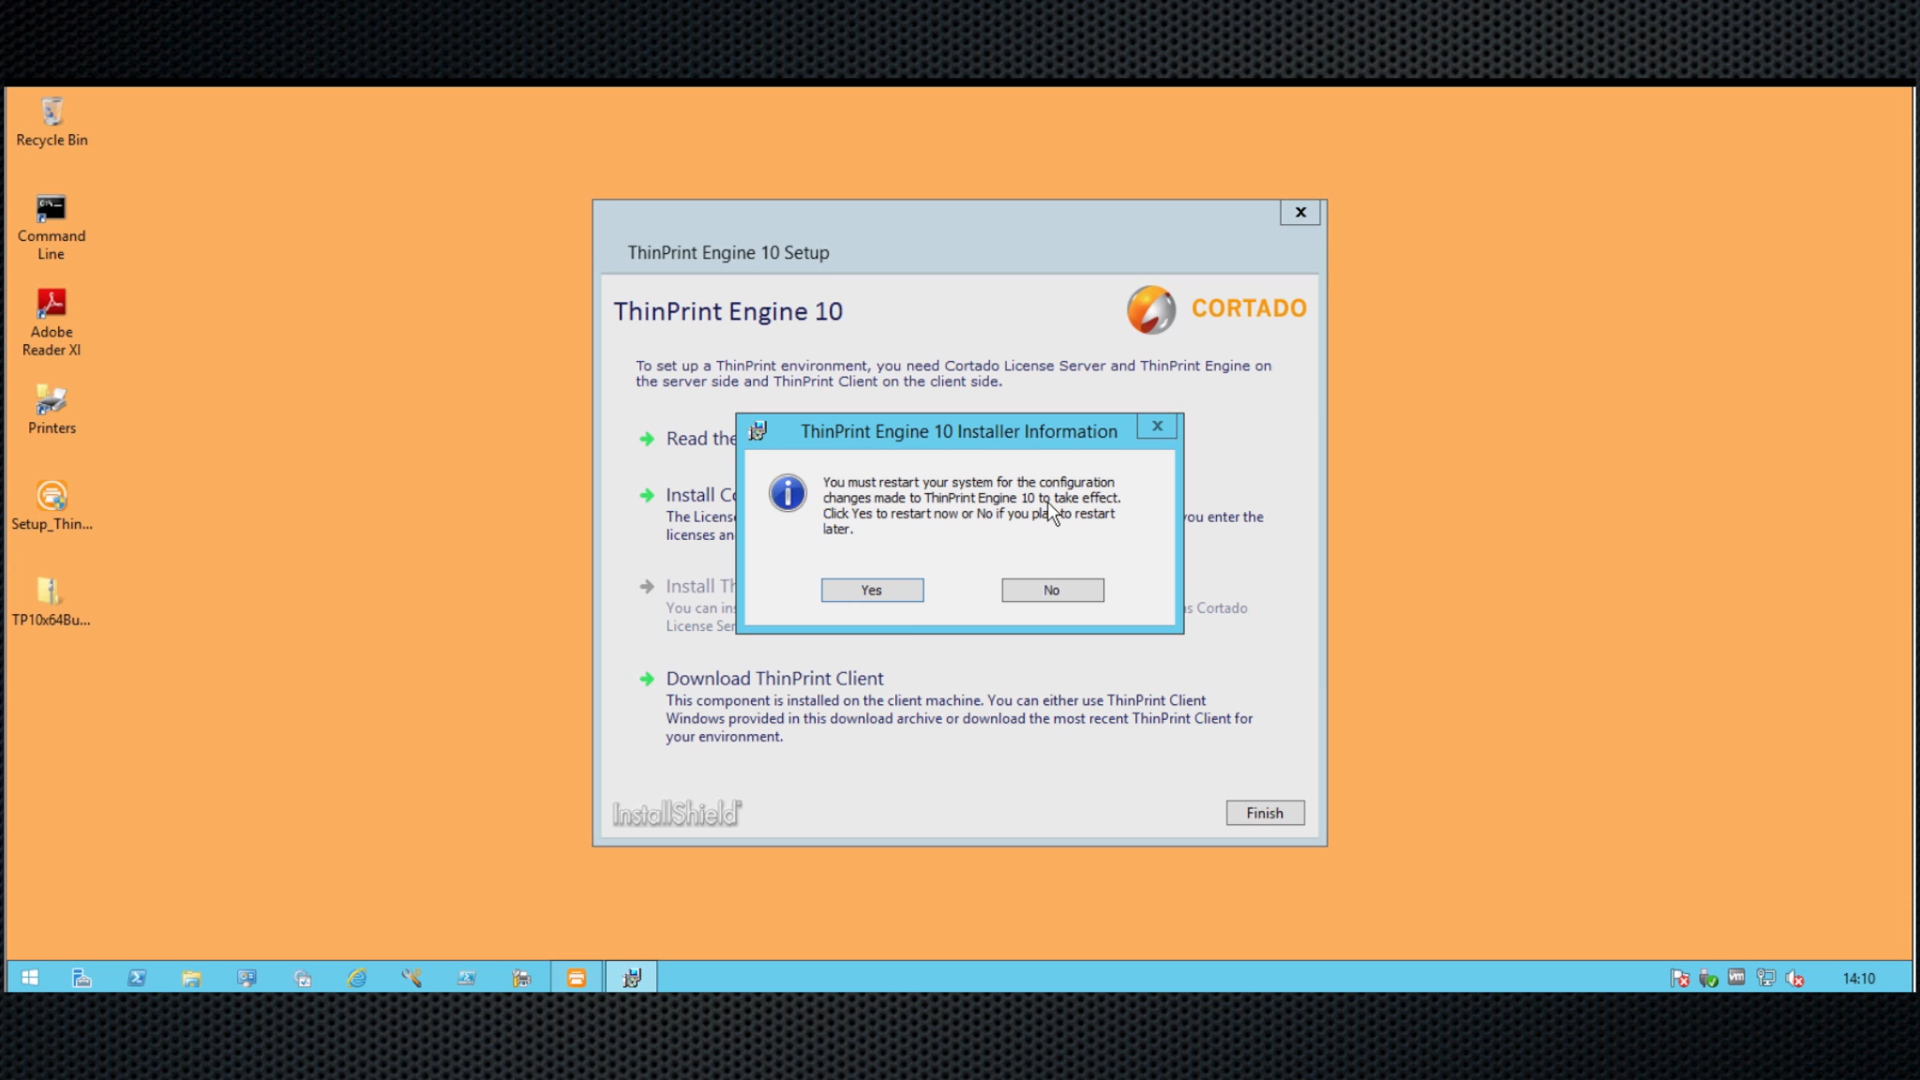 Recycle Bin
Command
Line
Adobe
Reader XI
Printers
Setup_Thin...
TP10x64Bu...
ThinPrint Engine 10 Setup
ThinPrint Engine 10
CORTADO
To set up a ThinPrint environment, you need Cortado License Server and ThinPrint Engine on
the server side and ThinPrint Client on the client side.
Read the
Install Co
The License
you enter the
licenses an
Install Th
You can ins
s Cortado
License Ser
ThinPrint Engine 10 Installer Information
You must restart your system for the configuration
changes made to ThinPrint Engine 10 to take effect.
Click Yes to restart now or No if you plan to restart
later.
Yes
No
Download ThinPrint Client
This component is installed on the client machine. You can either use ThinPrint Client
Windows provided in this download archive or download the most recent ThinPrint Client for
your environment.
InstallShield
Finish
14:10